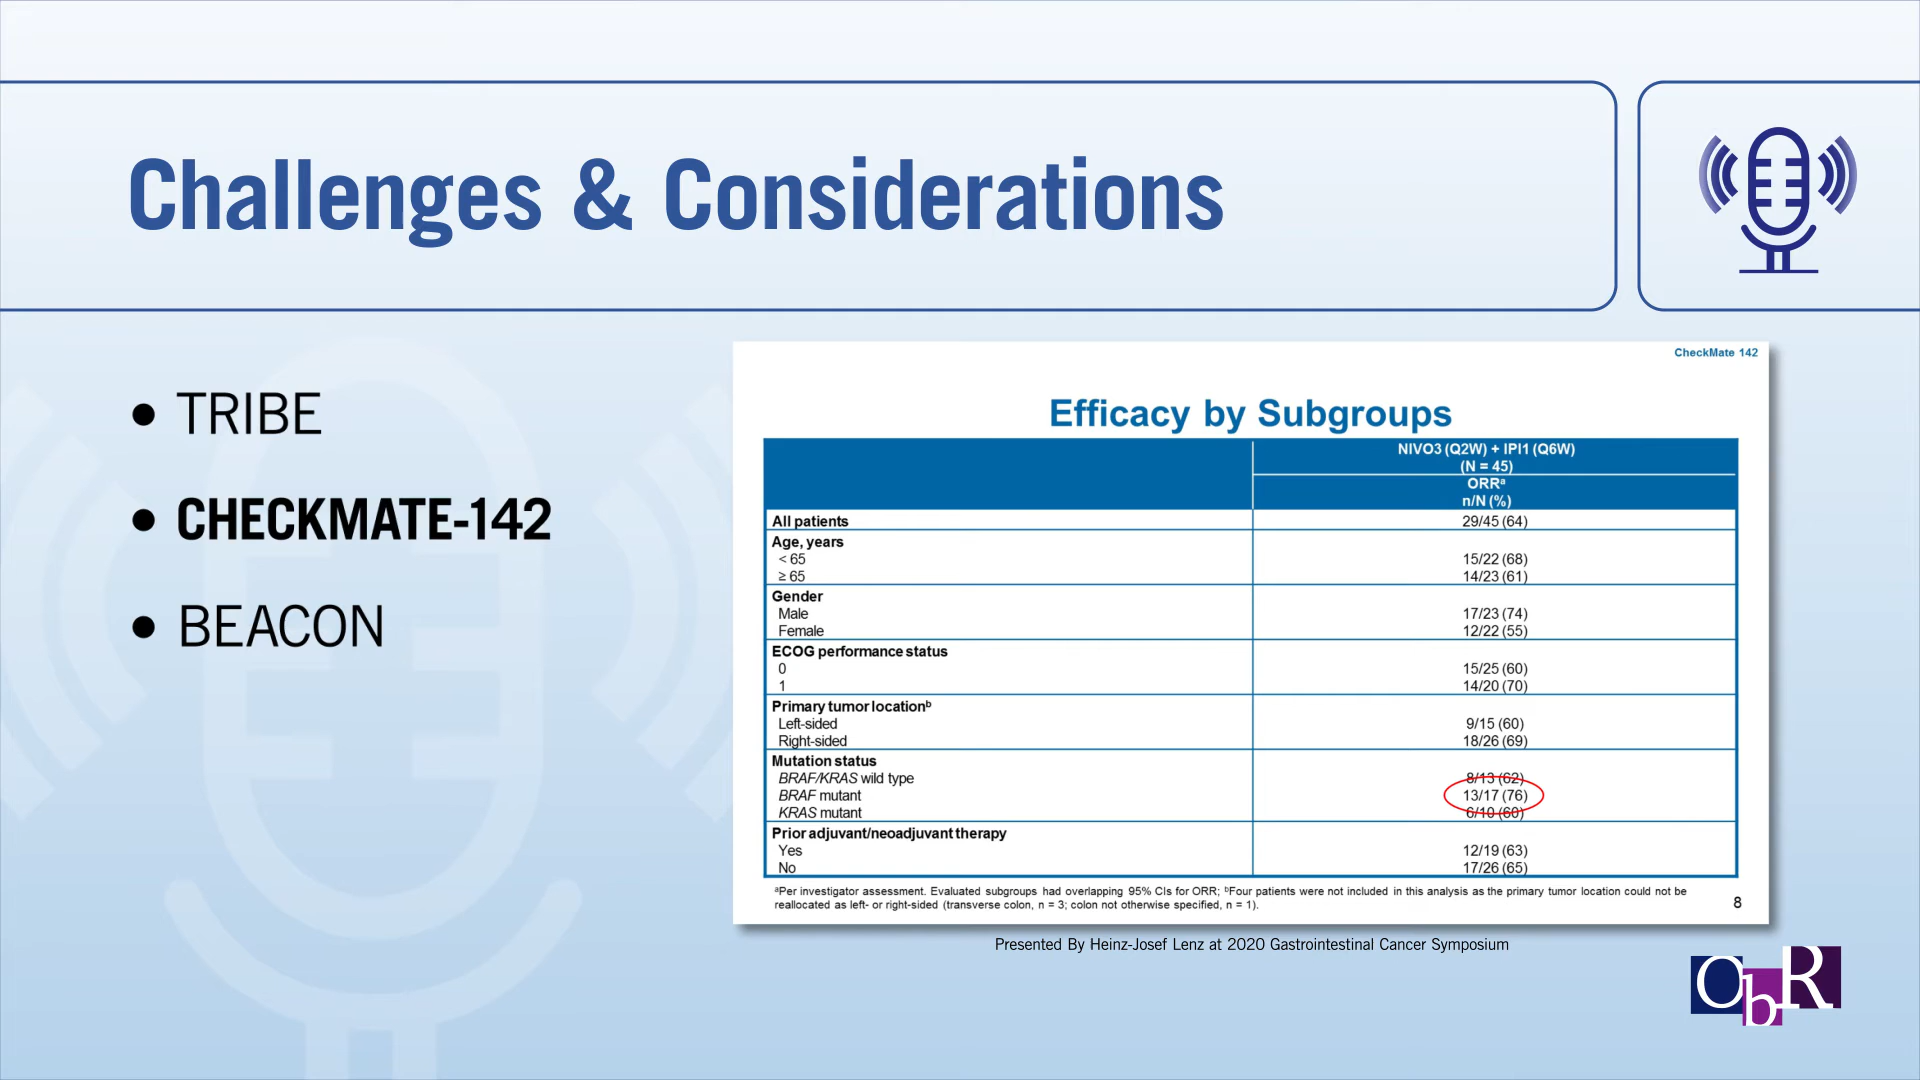 Challenges & Considerations
• TRIBE
• CHECKMATE-142
• BEACON
CheckMate 142
Efficacy by Subgroups
NIVO3 (Q2W) + IPI1 (Q6W)
(N = 45)
ORRᵃ
n/N (%)
All patients 29/45 (64)
Age, years
< 65 15/22 (68)
≥ 65 14/23 (61)
Gender
Male 17/23 (74)
Female 12/22 (55)
ECOG performance status
0 15/25 (60)
1 14/20 (70)
Primary tumor locationᵇ
Left-sided 9/15 (60)
Right-sided 18/26 (69)
Mutation status
BRAF/KRAS wild type 8/13 (62)
BRAF mutant 13/17 (76)
KRAS mutant 6/10 (60)
Prior adjuvant/neoadjuvant therapy
Yes 12/19 (63)
No 17/26 (65)
ᵃPer investigator assessment. Evaluated subgroups had overlapping 95% CIs for ORR; ᵇFour patients were not included in this analysis as the primary tumor location could not be
reallocated as left- or right-sided (transverse colon, n = 3; colon not otherwise specified, n = 1).
8
Presented By Heinz-Josef Lenz at 2020 Gastrointestinal Cancer Symposium
ObR